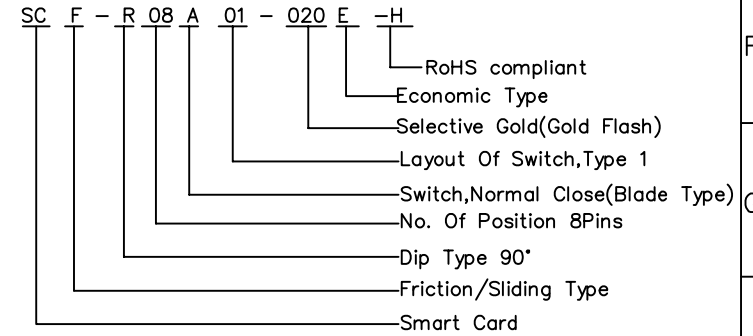 SC F - R 08 A 01 - 020 E -H
RoHS compliant
Economic Type
Selective Gold(Gold Flash)
Layout Of Switch,Type 1
Switch,Normal Close(Blade Type)
No. Of Position 8Pins
Dip Type 90°
Friction/Sliding Type
Smart Card